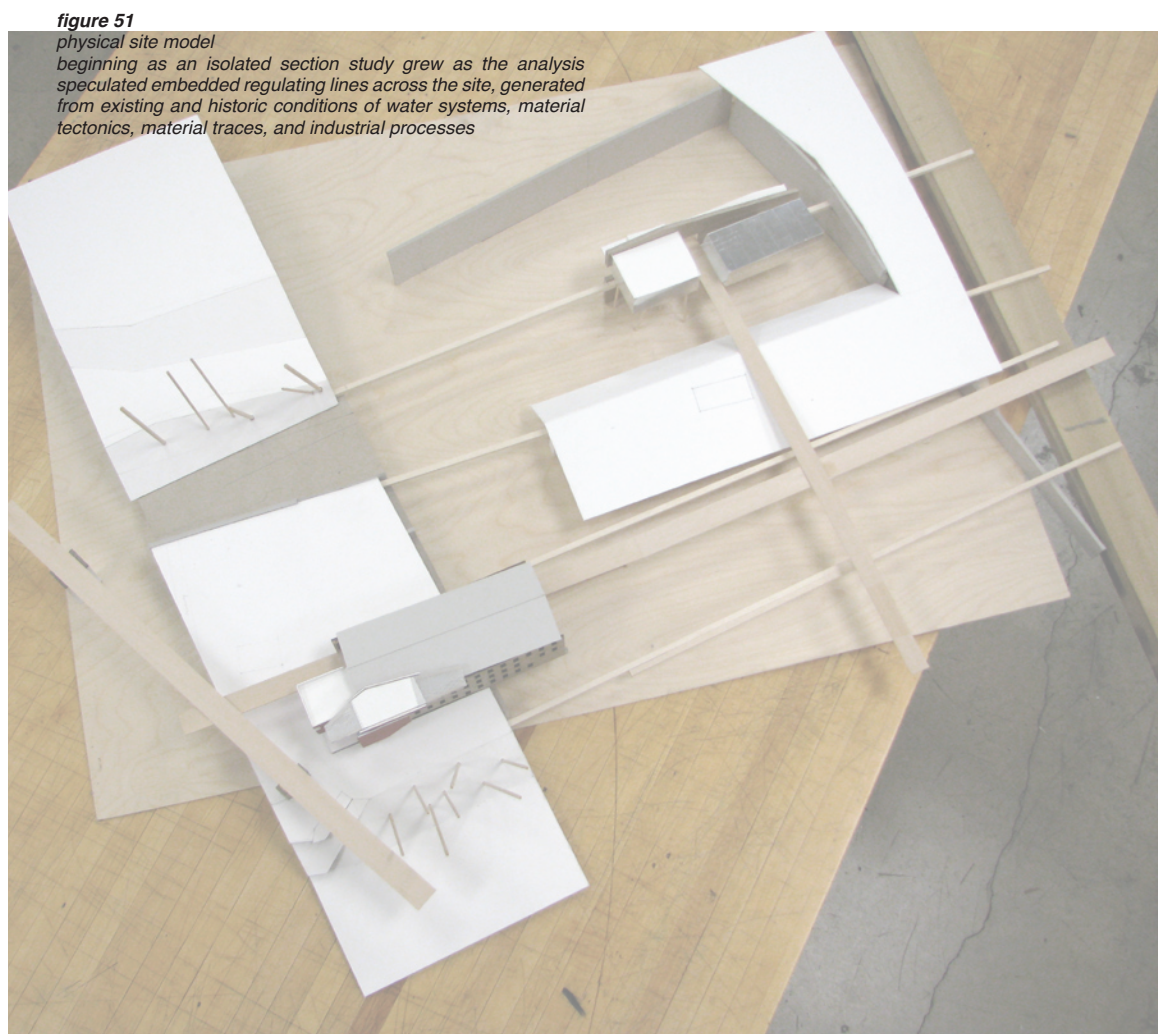 figure 51
physical site model
beginning as an isolated section study grew as the analysis
speculated embedded regulating lines across the site, generated
from existing and historic conditions of water systems, material
tectonics, material traces, and industrial processes